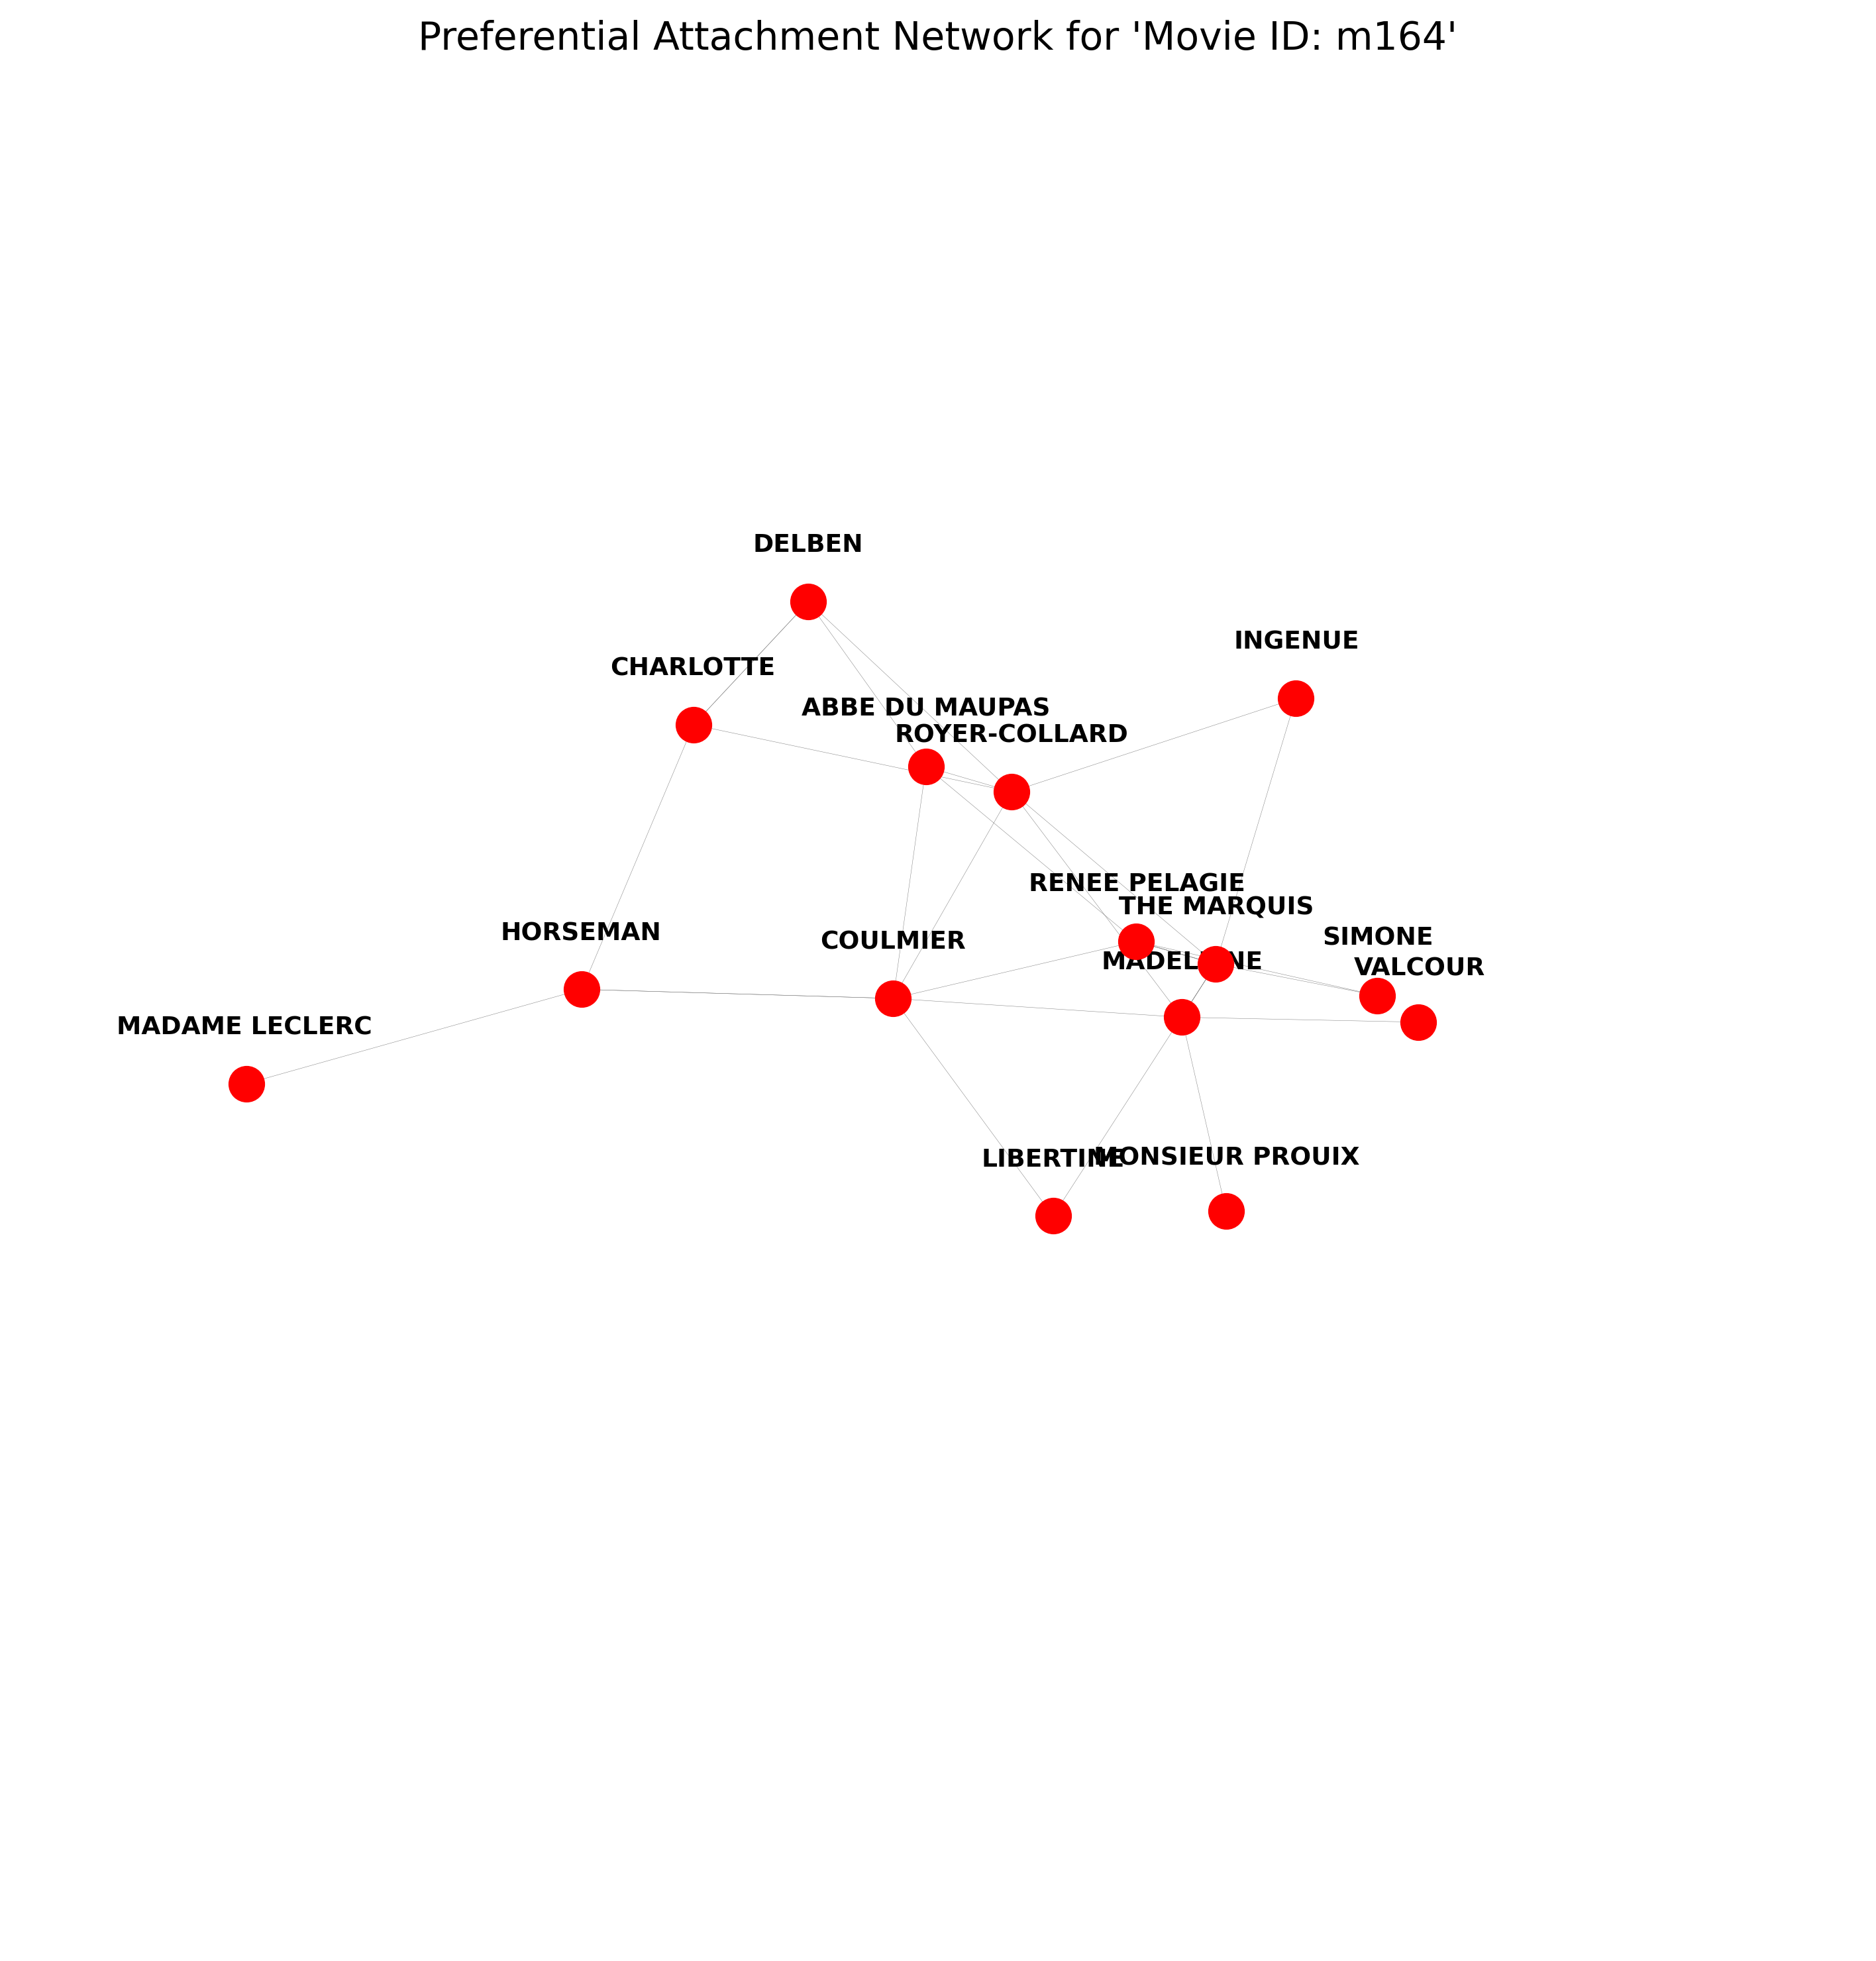 Preferential Attachment Network for 'Movie ID: m164'
DELBEN
INGENUE
CHARLOTTE
ABBE DU MAUPAS
ROYER-COLLARD
RENEE PELAGIE
THE MARQUIS
HORSEMAN
SIMONE
COULMIER
MADELEINE
VALCOUR
MADAME LECLERC
MONSIEUR PROUIX
LIBERTINE